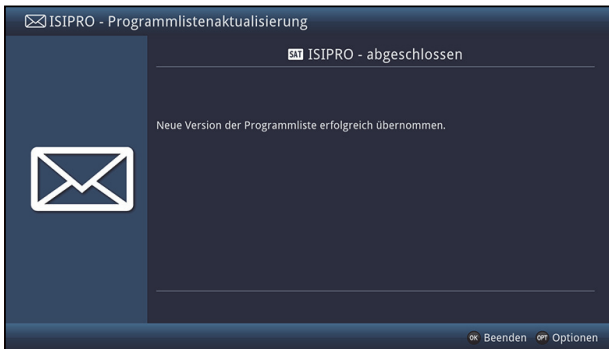 ISIPRO - Programmlistenaktualisierung
SAT ISIPRO - abgeschlossen
Neue Version der Programmliste erfolgreich übernommen.
OK Beenden OPT Optionen